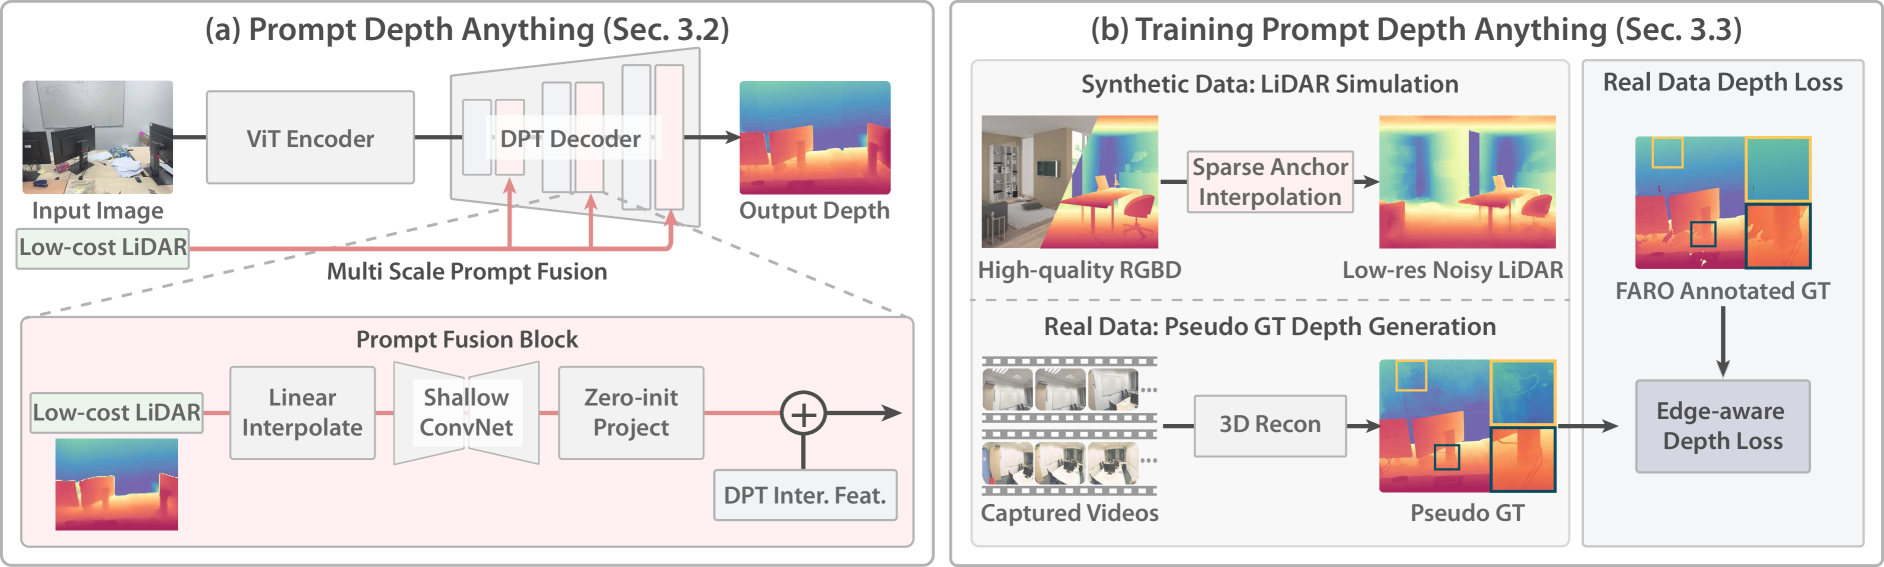 (a) Prompt Depth Anything (Sec. 3.2)
ViT Encoder
DPT Decoder
Input Image
Output Depth
Low-cost LiDAR
Multi Scale Prompt Fusion
Prompt Fusion Block
Low-cost LiDAR
Linear
Interpolate
Shallow
ConvNet
Zero-init
Project
DPT Inter. Feat.
(b) Training Prompt Depth Anything (Sec. 3.3)
Synthetic Data: LiDAR Simulation
Sparse Anchor
Interpolation
High-quality RGBD
Low-res Noisy LiDAR
Real Data: Pseudo GT Depth Generation
3D Recon
Captured Videos
Pseudo GT
Real Data Depth Loss
FARO Annotated GT
Edge-aware
Depth Loss